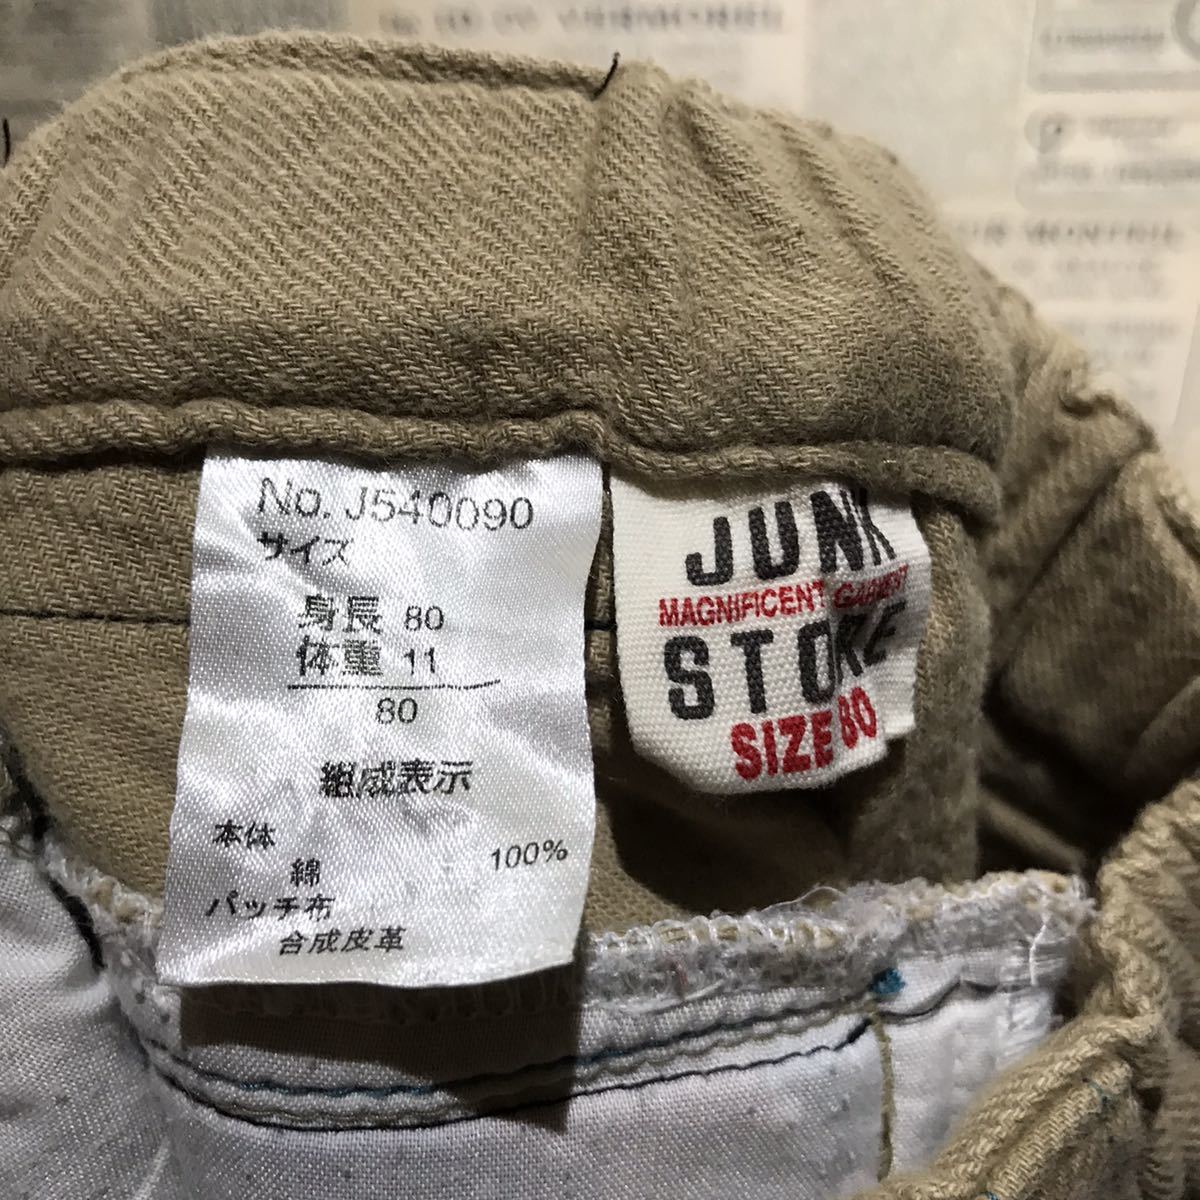 No. J540090
サイズ
身長 80
体重 11
80
組成表示
本体
綿 100%
パッチ布
合成皮革
JUNK
MAGNIFICENT GARMENT
STORE
SIZE 80